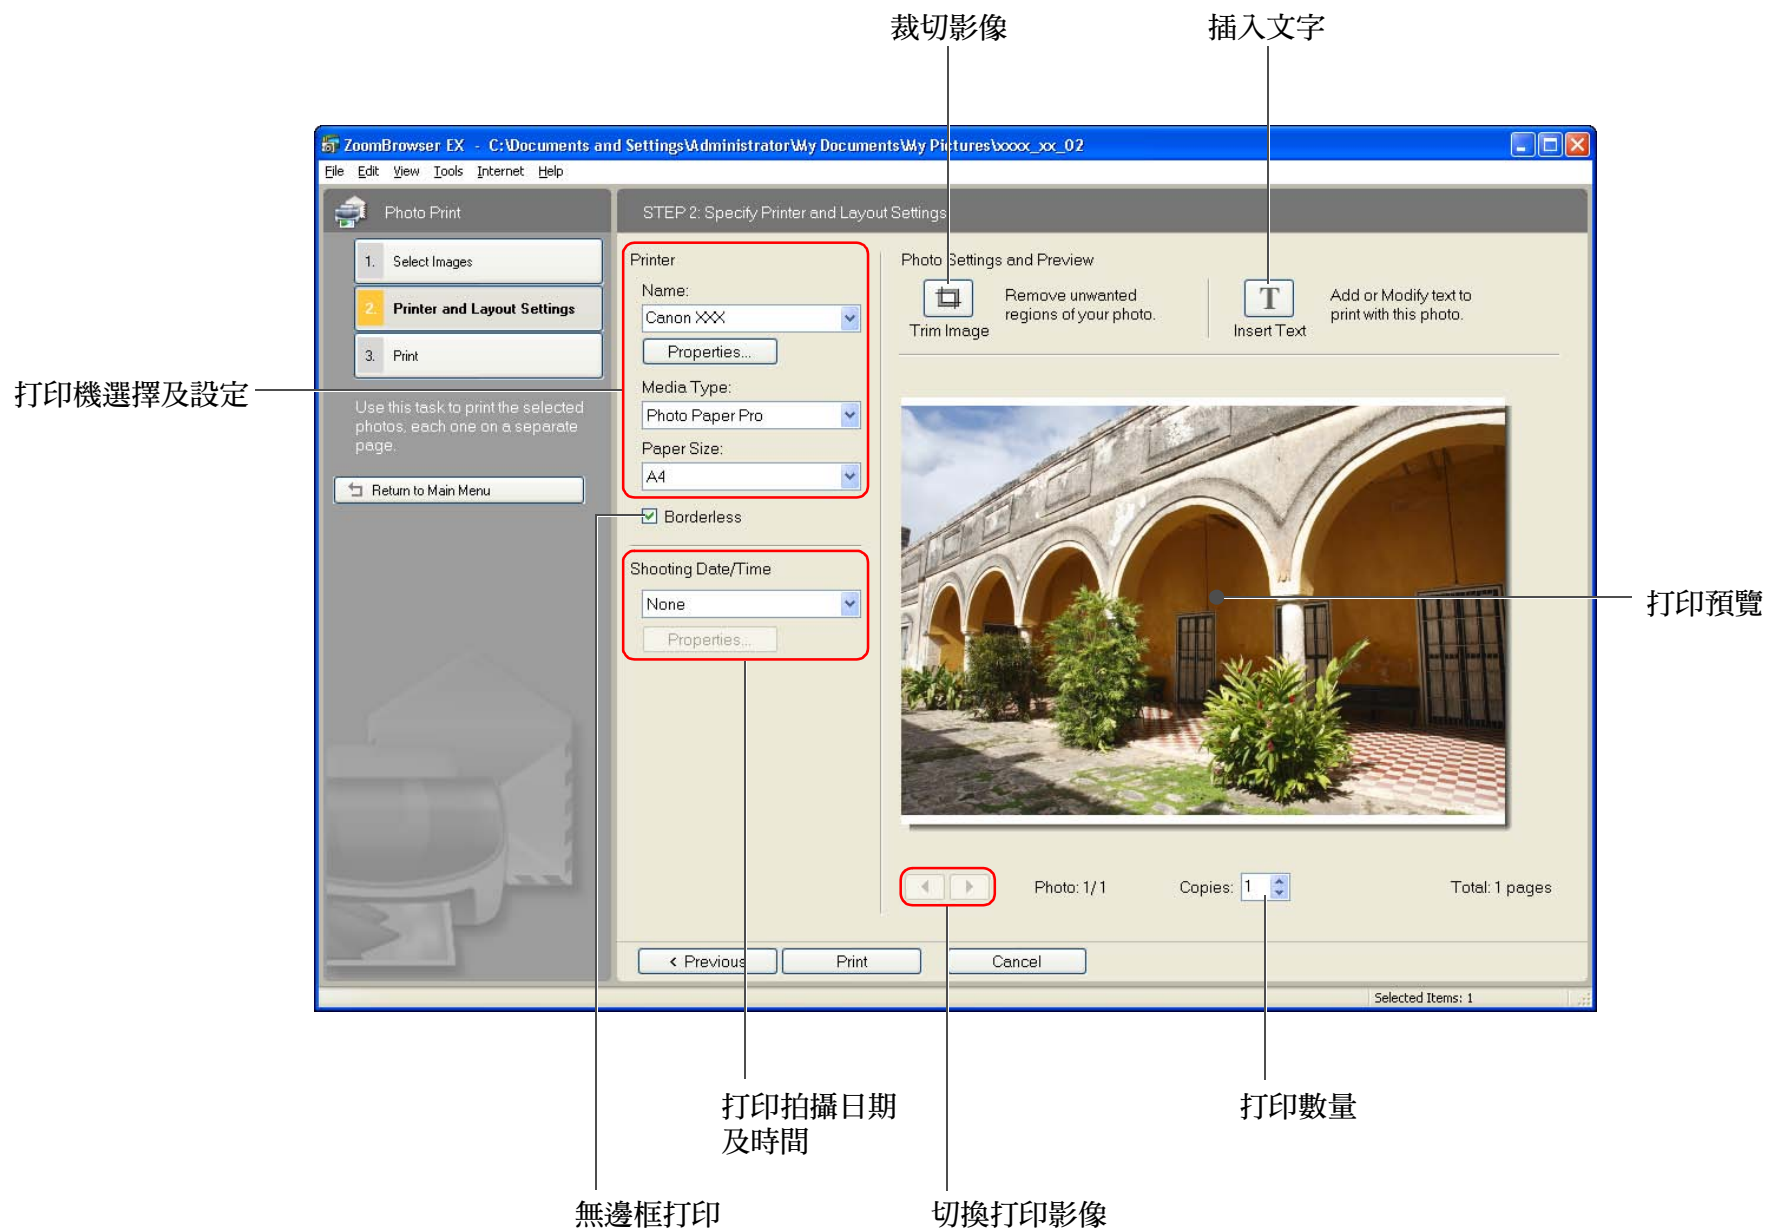 裁切影像
插入文字
ZoomBrowser EX - C:\Documents and Settings\Administrator\My Documents\My Pictures\xxxx_xx_02
File Edit View Tools Internet Help
Photo Print
STEP 2: Specify Printer and Layout Settings
1. Select Images
2. Printer and Layout Settings
3. Print
Use this task to print the selected
photos, each one on a separate
page.
Return to Main Menu
Printer
Name:
Canon XXX
Properties...
Media Type:
Photo Paper Pro
Paper Size:
A4
Borderless
Shooting Date/Time
None
Properties...
Photo Settings and Preview
Trim Image
Remove unwanted
regions of your photo.
T
Insert Text
Add or Modify text to
print with this photo.
Photo: 1/1
Copies: 1
Total: 1 pages
< Previous
Print
Cancel
Selected Items: 1
打印機選擇及設定
打印預覽
打印拍攝日期
及時間
打印數量
無邊框打印
切換打印影像